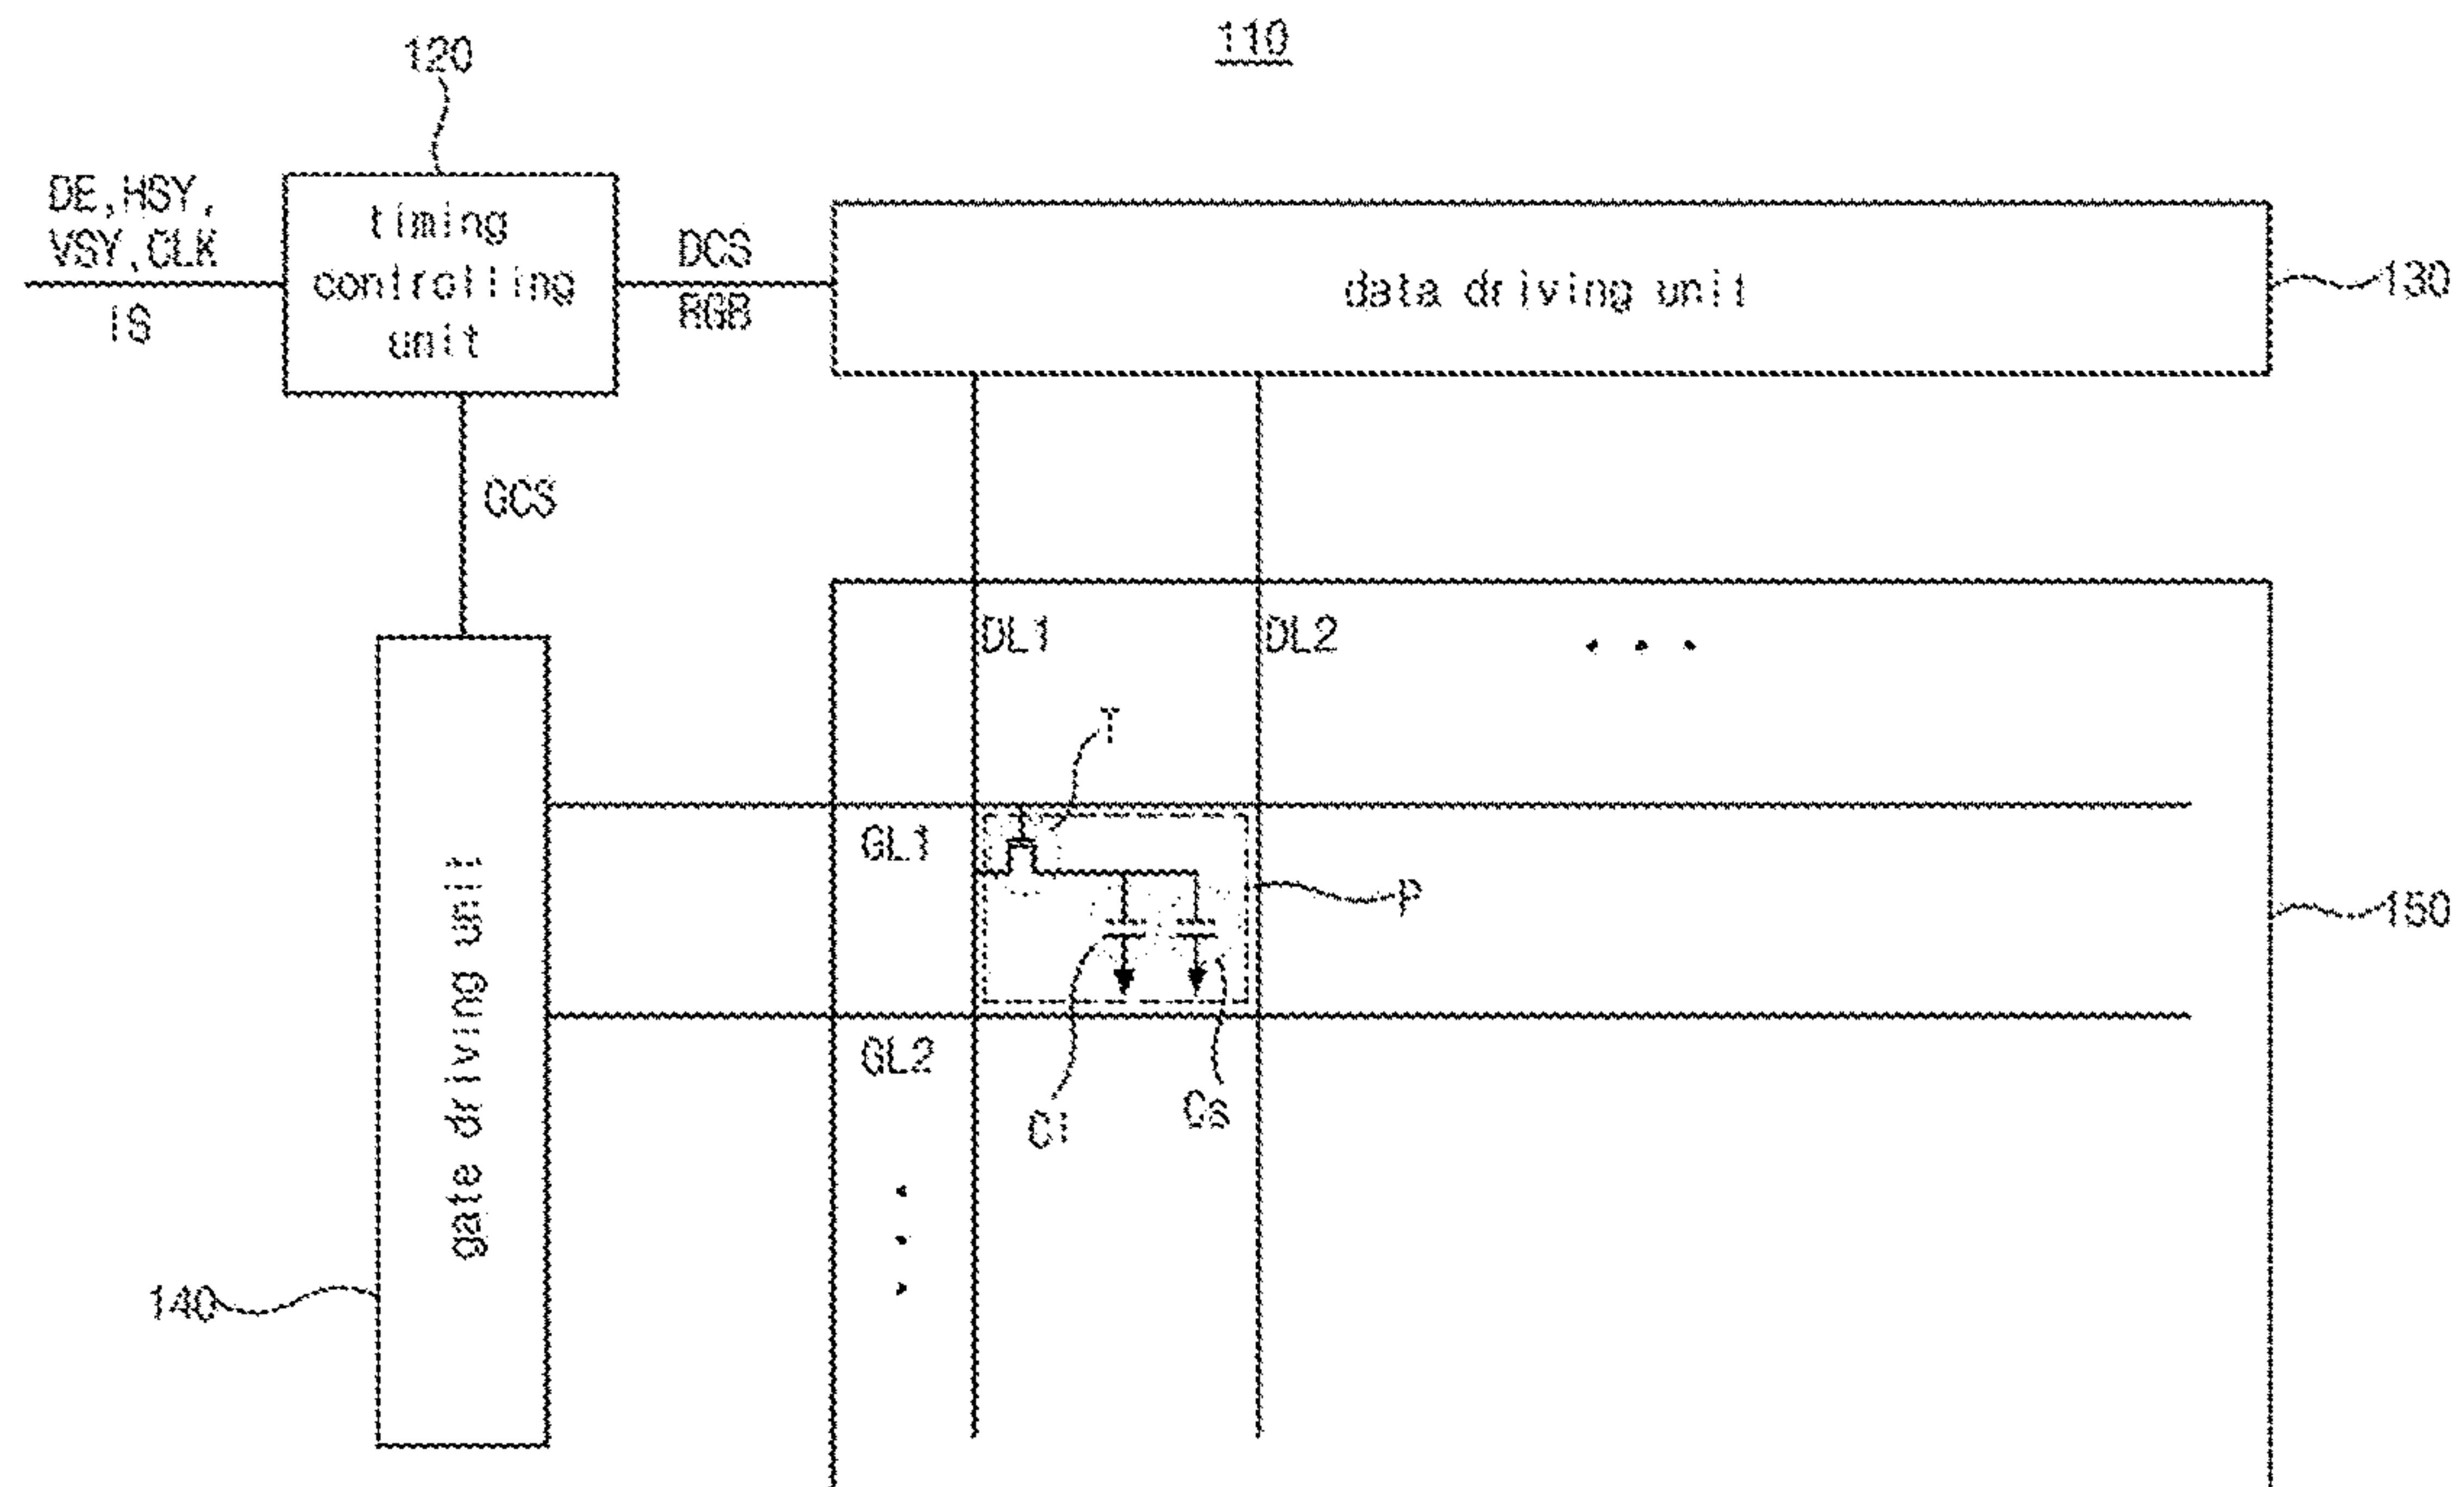 110
120
DE,HSY,
VSY,CLK
IS
timing
controlling
unit
DCS
RGB
data driving unit
130
GCS
DL1
DL2
T
GL1
P
150
GL2
Cl
Cs
gate driving unit
140